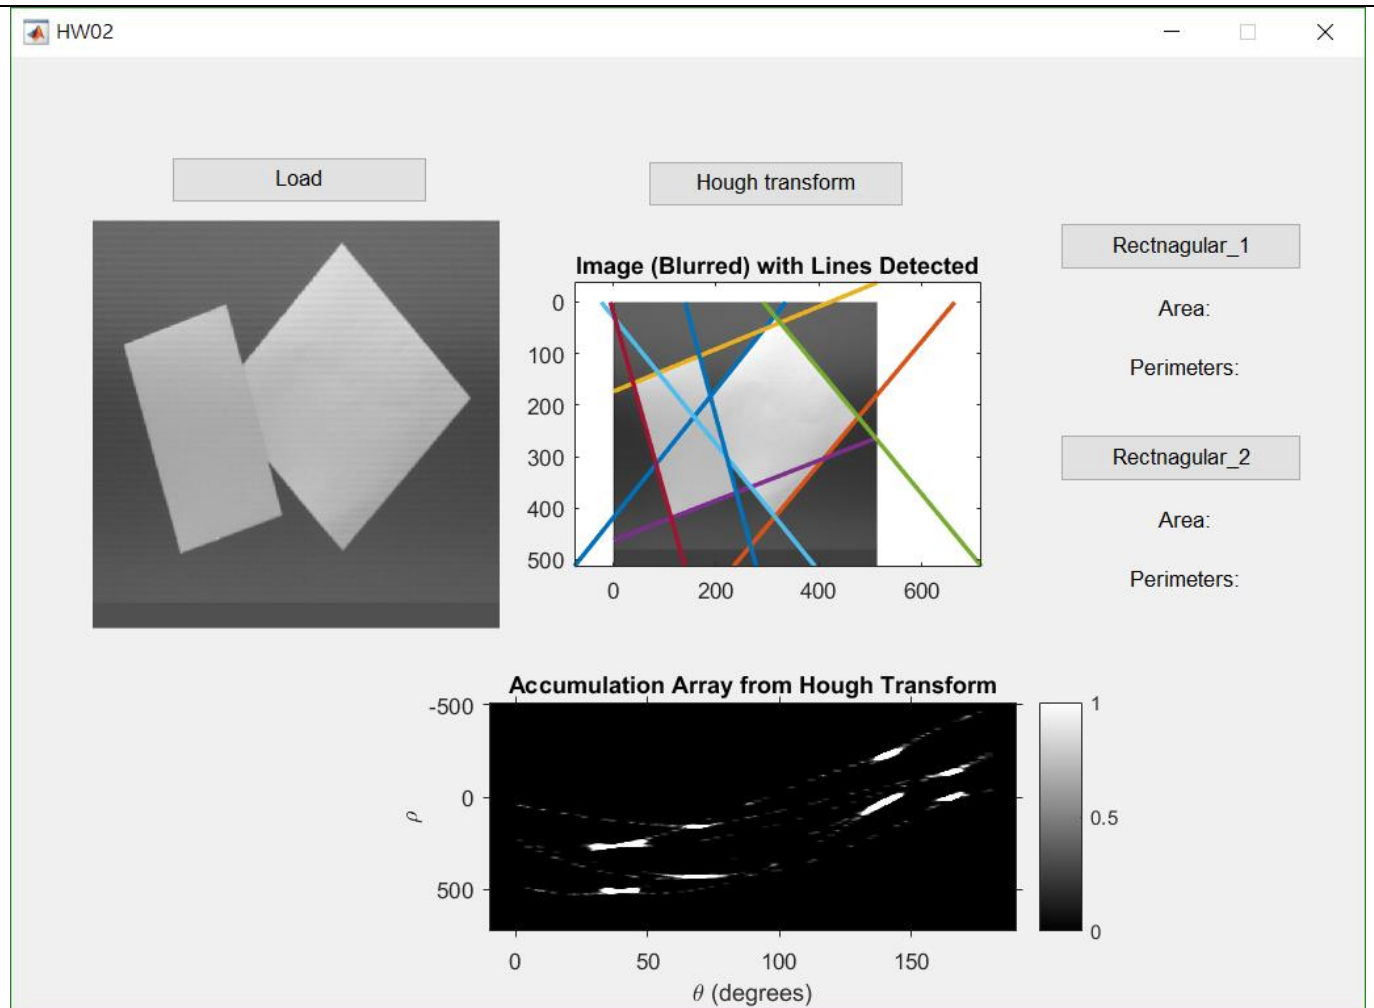 HW02
Load
Hough transform
Image (Blurred) with Lines Detected
0
100
200
300
400
500
0 200 400 600
Rectnagular_1
Area:
Perimeters:
Rectnagular_2
Area:
Perimeters:
Accumulation Array from Hough Transform
-500
0
500
ρ
0 50 100 150
θ (degrees)
1
0.5
0